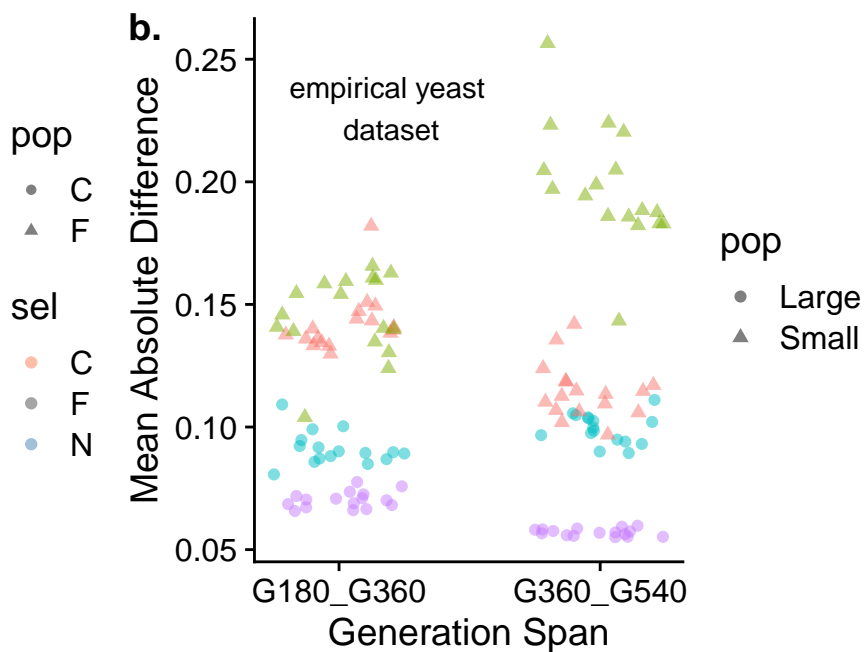 b.
pop
C
F
sel
C
F
N
Mean Absolute Difference
0.25
0.20
0.15
0.10
0.05
empirical yeast
dataset
G180_G360
G360_G540
Generation Span
pop
Large
Small